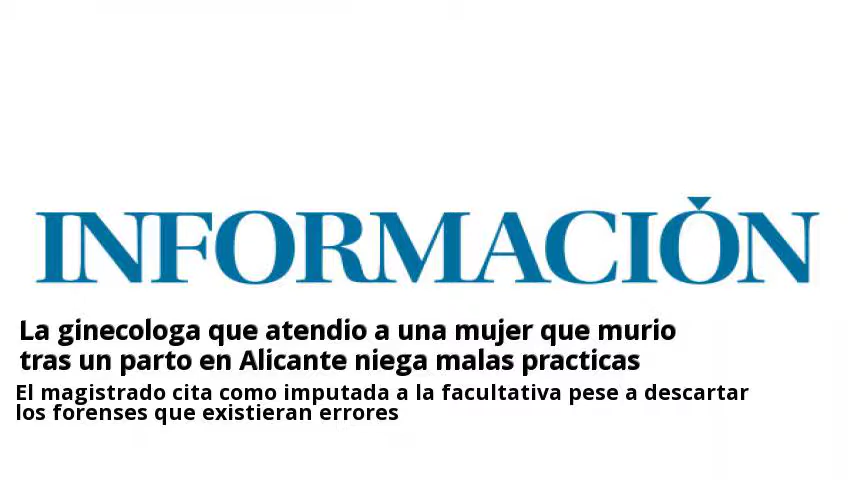 INFORMACIÓN
La ginecologa que atendio a una mujer que murio
tras un parto en Alicante niega malas practicas
El magistrado cita como imputada a la facultativa pese a descartar
los forenses que existieran errores